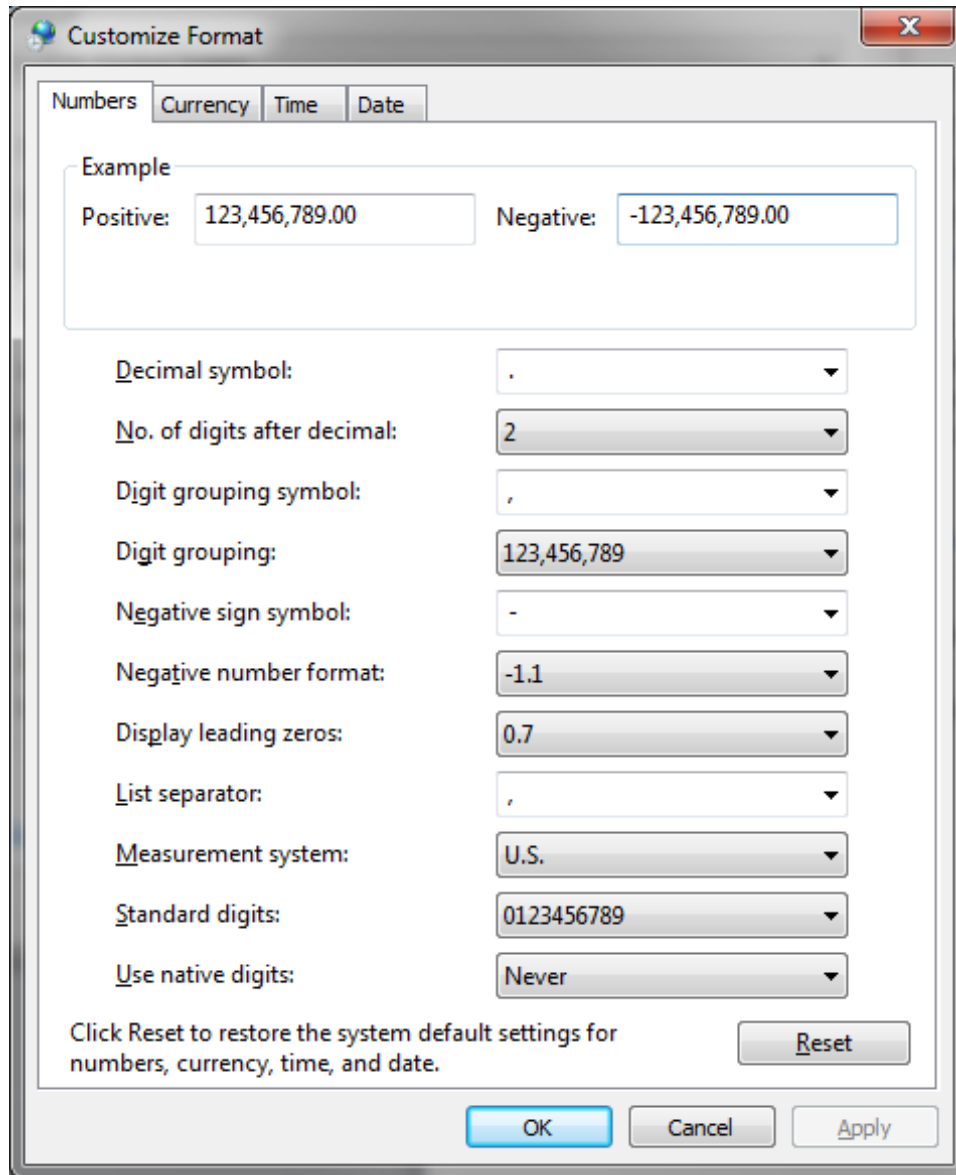 Customize Format
Numbers Currency Time Date
Example
Positive: 123,456,789.00 Negative: -123,456,789.00
Decimal symbol: .
No. of digits after decimal: 2
Digit grouping symbol: ,
Digit grouping: 123,456,789
Negative sign symbol: -
Negative number format: -1.1
Display leading zeros: 0.7
List separator: ,
Measurement system: U.S.
Standard digits: 0123456789
Use native digits: Never
Click Reset to restore the system default settings for
numbers, currency, time, and date.
Reset
OK Cancel Apply